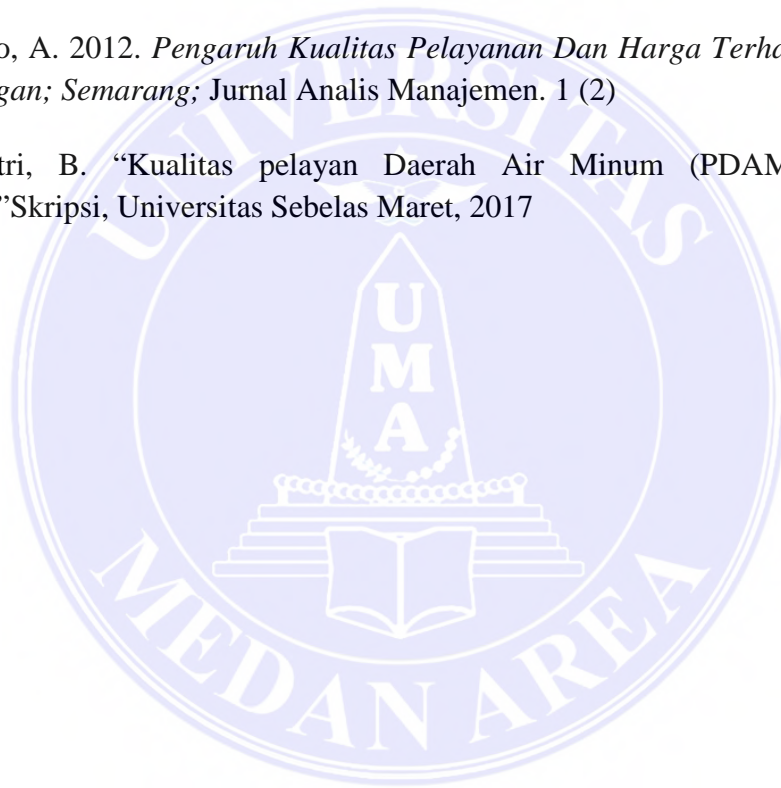 o, A. 2012. Pengaruh Kualitas Pelayanan Dan Harga Terha
gan; Semarang; Jurnal Analis Manajemen. 1 (2)
tri, B. “Kualitas pelayan Daerah Air Minum (PDAM
”Skripsi, Universitas Sebelas Maret, 2017
UNIVERSITAS
UMA
MEDAN AREA